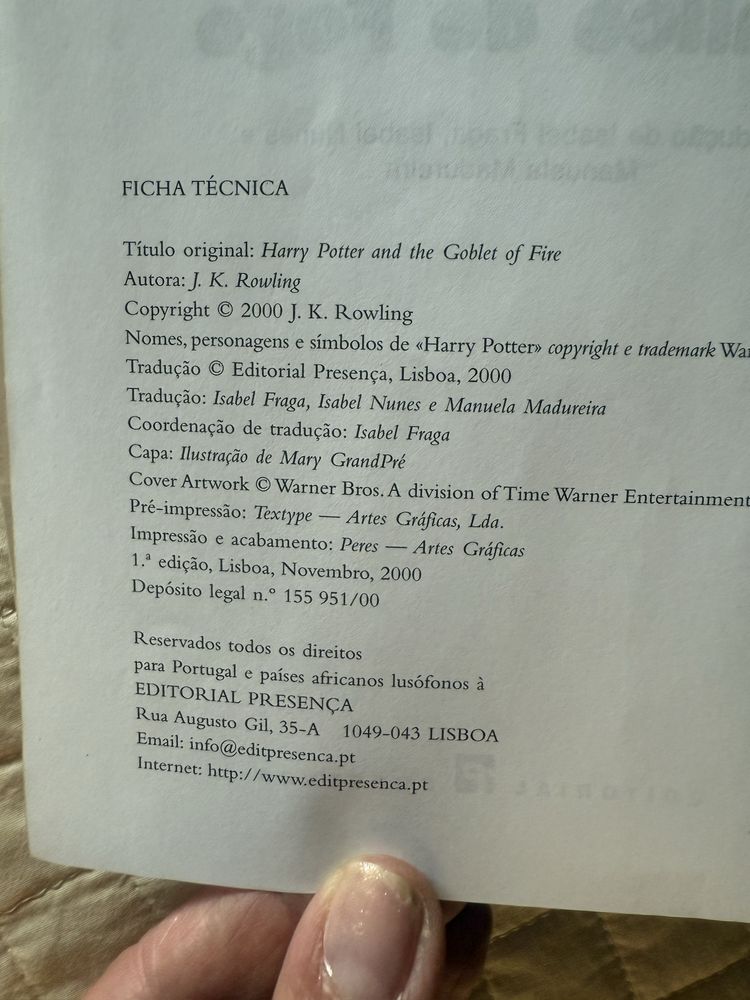 FICHA TÉCNICA
Título original: Harry Potter and the Goblet of Fire
Autora: J. K. Rowling
Copyright © 2000 J. K. Rowling
Nomes, personagens e símbolos de «Harry Potter» copyright e trademark
Tradução © Editorial Presença, Lisboa, 2000
Tradução: Isabel Fraga, Isabel Nunes e Manuela Madureira
Coordenação de tradução: Isabel Fraga
Capa: Ilustração de Mary GrandPré
Cover Artwork © Warner Bros. A division of Time Warner Entertainment
Pré-impressão: Textype — Artes Gráficas, Lda.
Impressão e acabamento: Peres — Artes Gráficas
1.ª edição, Lisboa, Novembro, 2000
Depósito legal n.º 155 951/00
Reservados todos os direitos
para Portugal e países africanos lusófonos à
EDITORIAL PRESENÇA
Rua Augusto Gil, 35-A 1049-043 LISBOA
Email: info@editpresenca.pt
Internet: http://www.editpresenca.pt